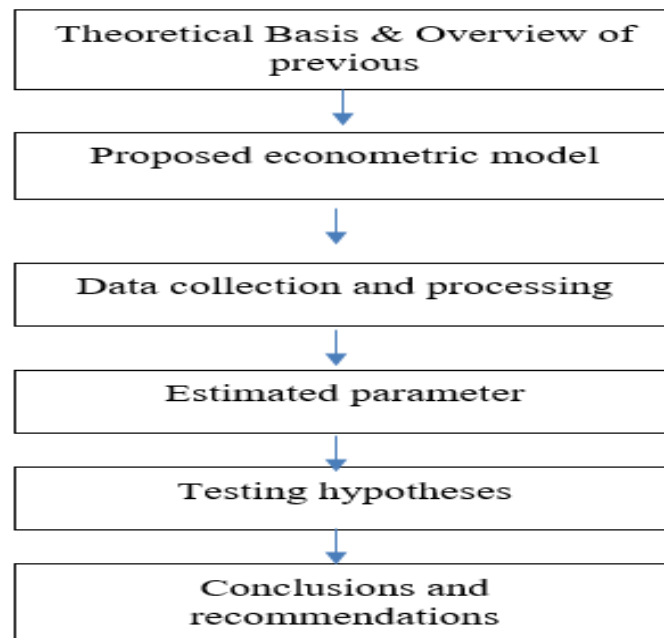 Theoretical Basis & Overview of
previous
Proposed econometric model
Data collection and processing
Estimated parameter
Testing hypotheses
Conclusions and
recommendations